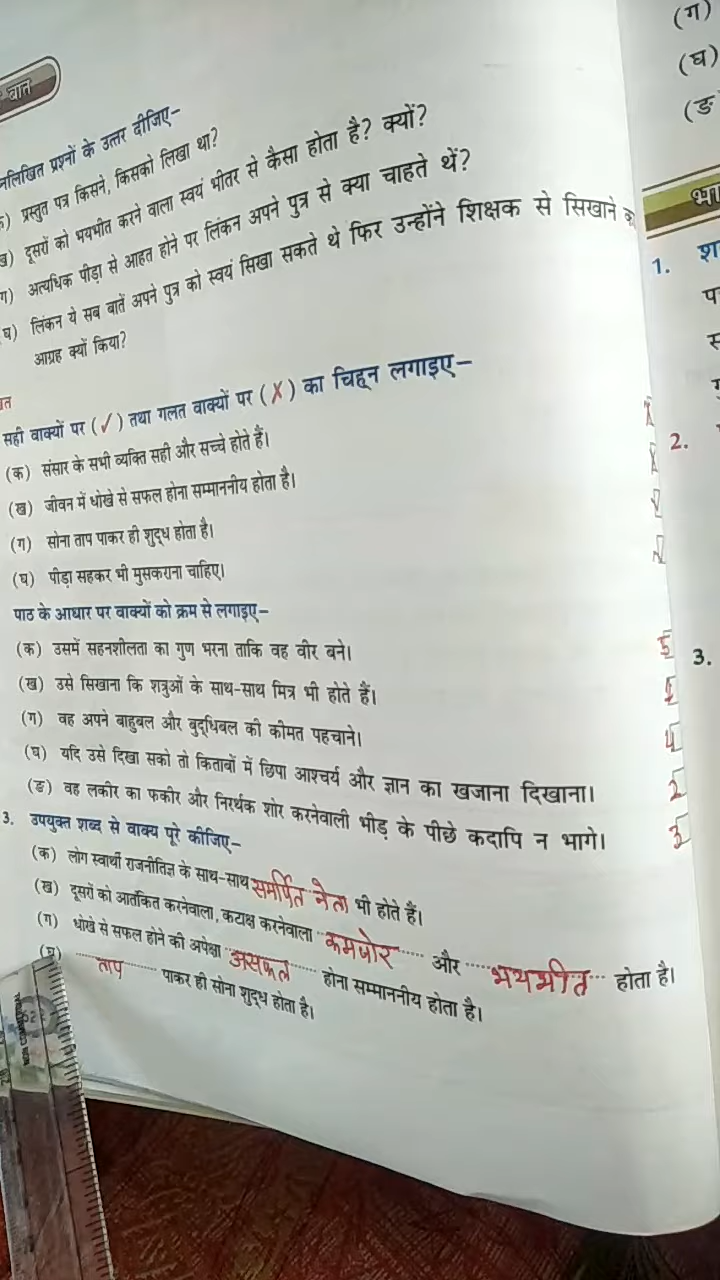 बात
(ग)
(घ)
(ङ
निम्नलिखित प्रश्नों के उत्तर दीजिए–
प्रस्तुत पत्र किसने, किसको लिखा था?
दूसरों को भयभीत करने वाला स्वयं भीतर से कैसा होता है? क्यों?
अत्यधिक पीड़ा से आहत होने पर लिंकन अपने पुत्र से क्या चाहते थें?
घ) लिंकन ये सब बातें अपने पुत्र को स्वयं सिखा सकते थे फिर उन्होंने शिक्षक से सिखाने का
आग्रह क्यों किया?
सही वाक्यों पर (✓) तथा गलत वाक्यों पर (✗) का चिह्न लगाइए–
(क) संसार के सभी व्यक्ति सही और सच्चे होते हैं। ✗
(ख) जीवन में धोखे से सफल होना सम्माननीय होता है। ✗
(ग) सोना ताप पाकर ही शुद्ध होता है। ✓
(घ) पीड़ा सहकर भी मुसकराना चाहिए। ✓
पाठ के आधार पर वाक्यों को क्रम से लगाइए–
(क) उसमें सहनशीलता का गुण भरना ताकि वह वीर बने। 5
(ख) उसे सिखाना कि शत्रुओं के साथ-साथ मित्र भी होते हैं। 1
(ग) वह अपने बाहुबल और बुद्धिबल की कीमत पहचाने। 4
(घ) यदि उसे दिखा सको तो किताबों में छिपा आश्चर्य और ज्ञान का खजाना दिखाना। 2
(ङ) वह लकीर का फकीर और निरर्थक शोर करनेवाली भीड़ के पीछे कदापि न भागे। 3
3. उपयुक्त शब्द से वाक्य पूरे कीजिए–
(क) लोग स्वार्थी राजनीतिज्ञ के साथ-साथ समर्पित नेता भी होते हैं।
(ख) दूसरों को आतंकित करनेवाला, कटाक्ष करनेवाला कमजोर और भयभीत होता है।
(ग) धोखे से सफल होने की अपेक्षा असफल होना सम्माननीय होता है।
(घ) ताप पाकर ही सोना शुद्ध होता है।
भा
1. श
2.
3.